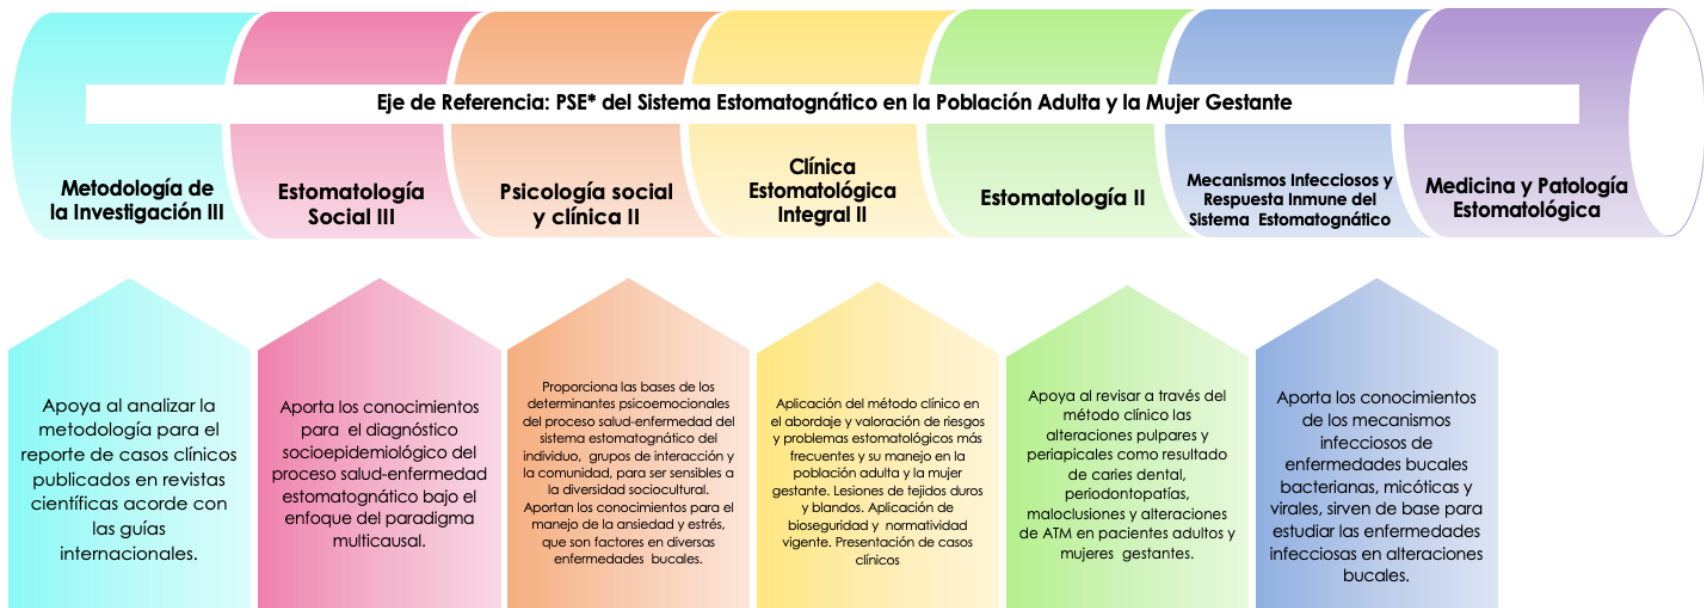 Eje de Referencia: PSE* del Sistema Estomatognático en la Población Adulta y la Mujer Gestante
Metodología de
la Investigación III
Estomatología
Social III
Psicología social
y clínica II
Clínica
Estomatológica
Integral II
Estomatología II
Mecanismos Infecciosos y
Respuesta Inmune del
Sistema Estomatognático
Medicina y Patología
Estomatológica
Apoya al analizar la
metodología para el
reporte de casos clínicos
publicados en revistas
científicas acorde con
las guías
internacionales.
Aporta los conocimientos
para el diagnóstico
socioepidemiológico del
proceso salud-enfermedad
estomatognático bajo el
enfoque del paradigma
multicausal.
Proporciona las bases de los
determinantes psicoemocionales
del proceso salud-enfermedad del
sistema estomatognático del
individuo, grupos de interacción y
la comunidad, para ser sensibles a
la diversidad sociocultural.
Aportan los conocimientos para el
manejo de la ansiedad y estrés,
que son factores en diversas
enfermedades bucales.
Aplicación del método clínico en
el abordaje y valoración de riesgos
y problemas estomatológicos más
frecuentes y su manejo en la
población adulta y la mujer
gestante. Lesiones de tejidos duros
y blandos. Aplicación de
bioseguridad y normatividad
vigente. Presentación de casos
clínicos
Apoya al revisar a través del
método clínico las
alteraciones pulpares y
periapicales como resultado
de caries dental,
periodontopatías,
maloclusiones y alteraciones
de ATM en pacientes adultos y
mujeres gestantes.
Aporta los conocimientos
de los mecanismos
infecciosos de
enfermedades bucales
bacterianas, micóticas y
virales, sirven de base para
estudiar las enfermedades
infecciosas en alteraciones
bucales.